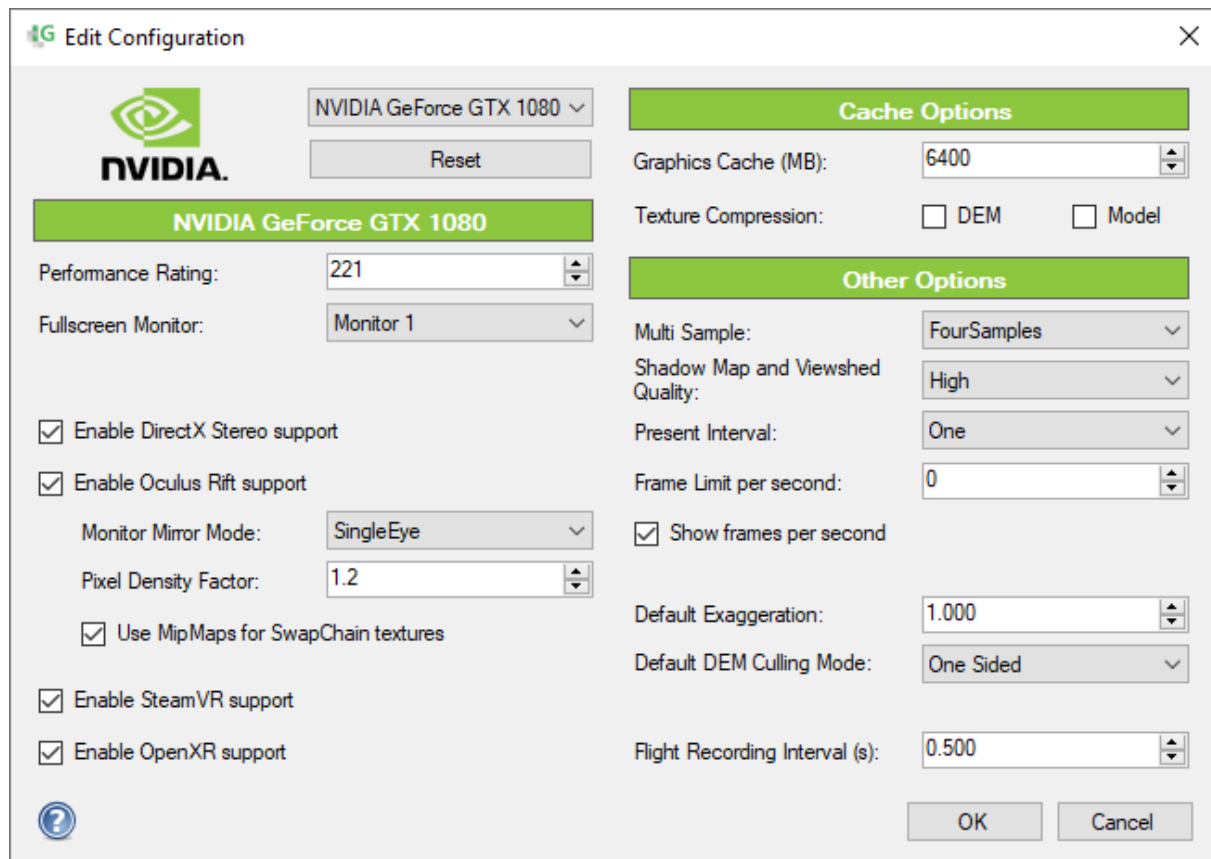 Edit Configuration
NVIDIA.
NVIDIA GeForce GTX 1080
Reset
NVIDIA GeForce GTX 1080
Performance Rating: 221
Fullscreen Monitor: Monitor 1
Enable DirectX Stereo support
Enable Oculus Rift support
Monitor Mirror Mode: SingleEye
Pixel Density Factor: 1.2
Use MipMaps for SwapChain textures
Enable SteamVR support
Enable OpenXR support
Cache Options
Graphics Cache (MB): 6400
Texture Compression: DEM Model
Other Options
Multi Sample: FourSamples
Shadow Map and Viewshed
Quality: High
Present Interval: One
Frame Limit per second: 0
Show frames per second
Default Exaggeration: 1.000
Default DEM Culling Mode: One Sided
Flight Recording Interval (s): 0.500
?
OK Cancel